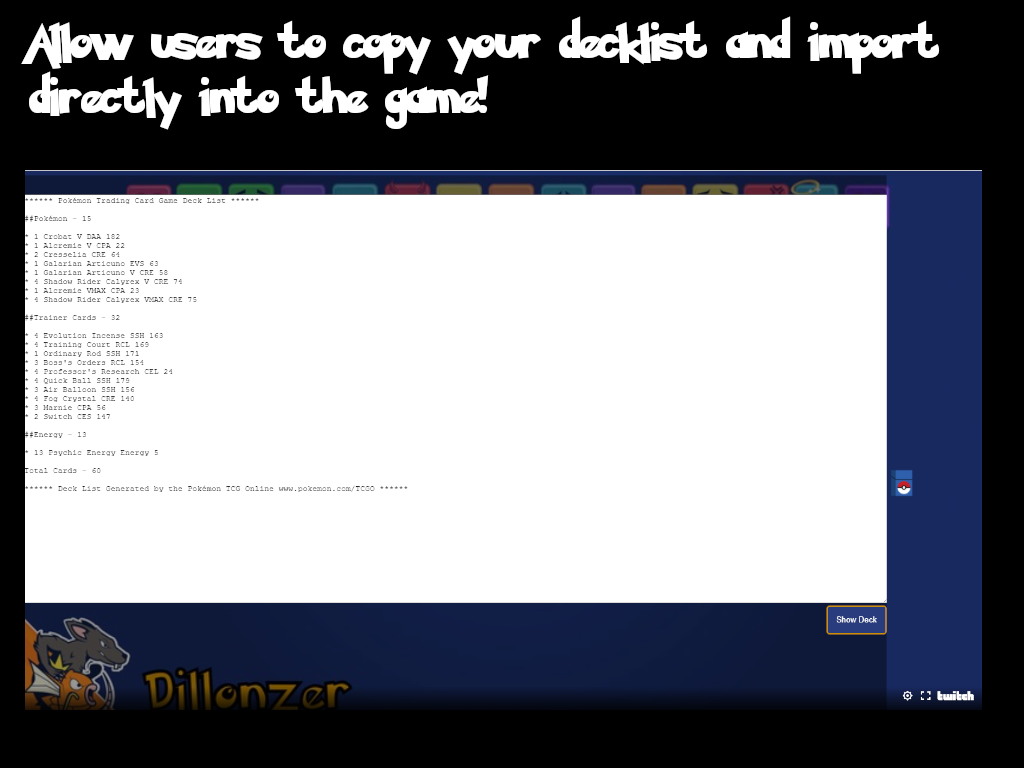 Allow users to copy your decklist and import
directly into the game!
****** Pokémon Trading Card Game Deck List ******
##Pokémon - 15
* 1 Crobat V DAA 182
* 1 Alcremie V CPA 22
* 2 Cresselia CRE 64
* 1 Galarian Articuno EVS 63
* 1 Galarian Articuno V CRE 58
* 4 Shadow Rider Calyrex V CRE 74
* 1 Alcremie VMAX CPA 23
* 4 Shadow Rider Calyrex VMAX CRE 75
##Trainer Cards - 32
* 4 Evolution Incense SSH 163
* 4 Training Court RCL 169
* 1 Ordinary Rod SSH 171
* 3 Boss's Orders RCL 154
* 4 Professor's Research CEL 24
* 4 Quick Ball SSH 179
* 3 Air Balloon SSH 156
* 4 Fog Crystal CRE 140
* 3 Marnie CPA 56
* 2 Switch CES 147
##Energy - 13
* 13 Psychic Energy Energy 5
Total Cards - 60
****** Deck List Generated by the Pokémon TCG Online www.pokemon.com/TCGO ******
Show Deck
Dillonzer
twitch